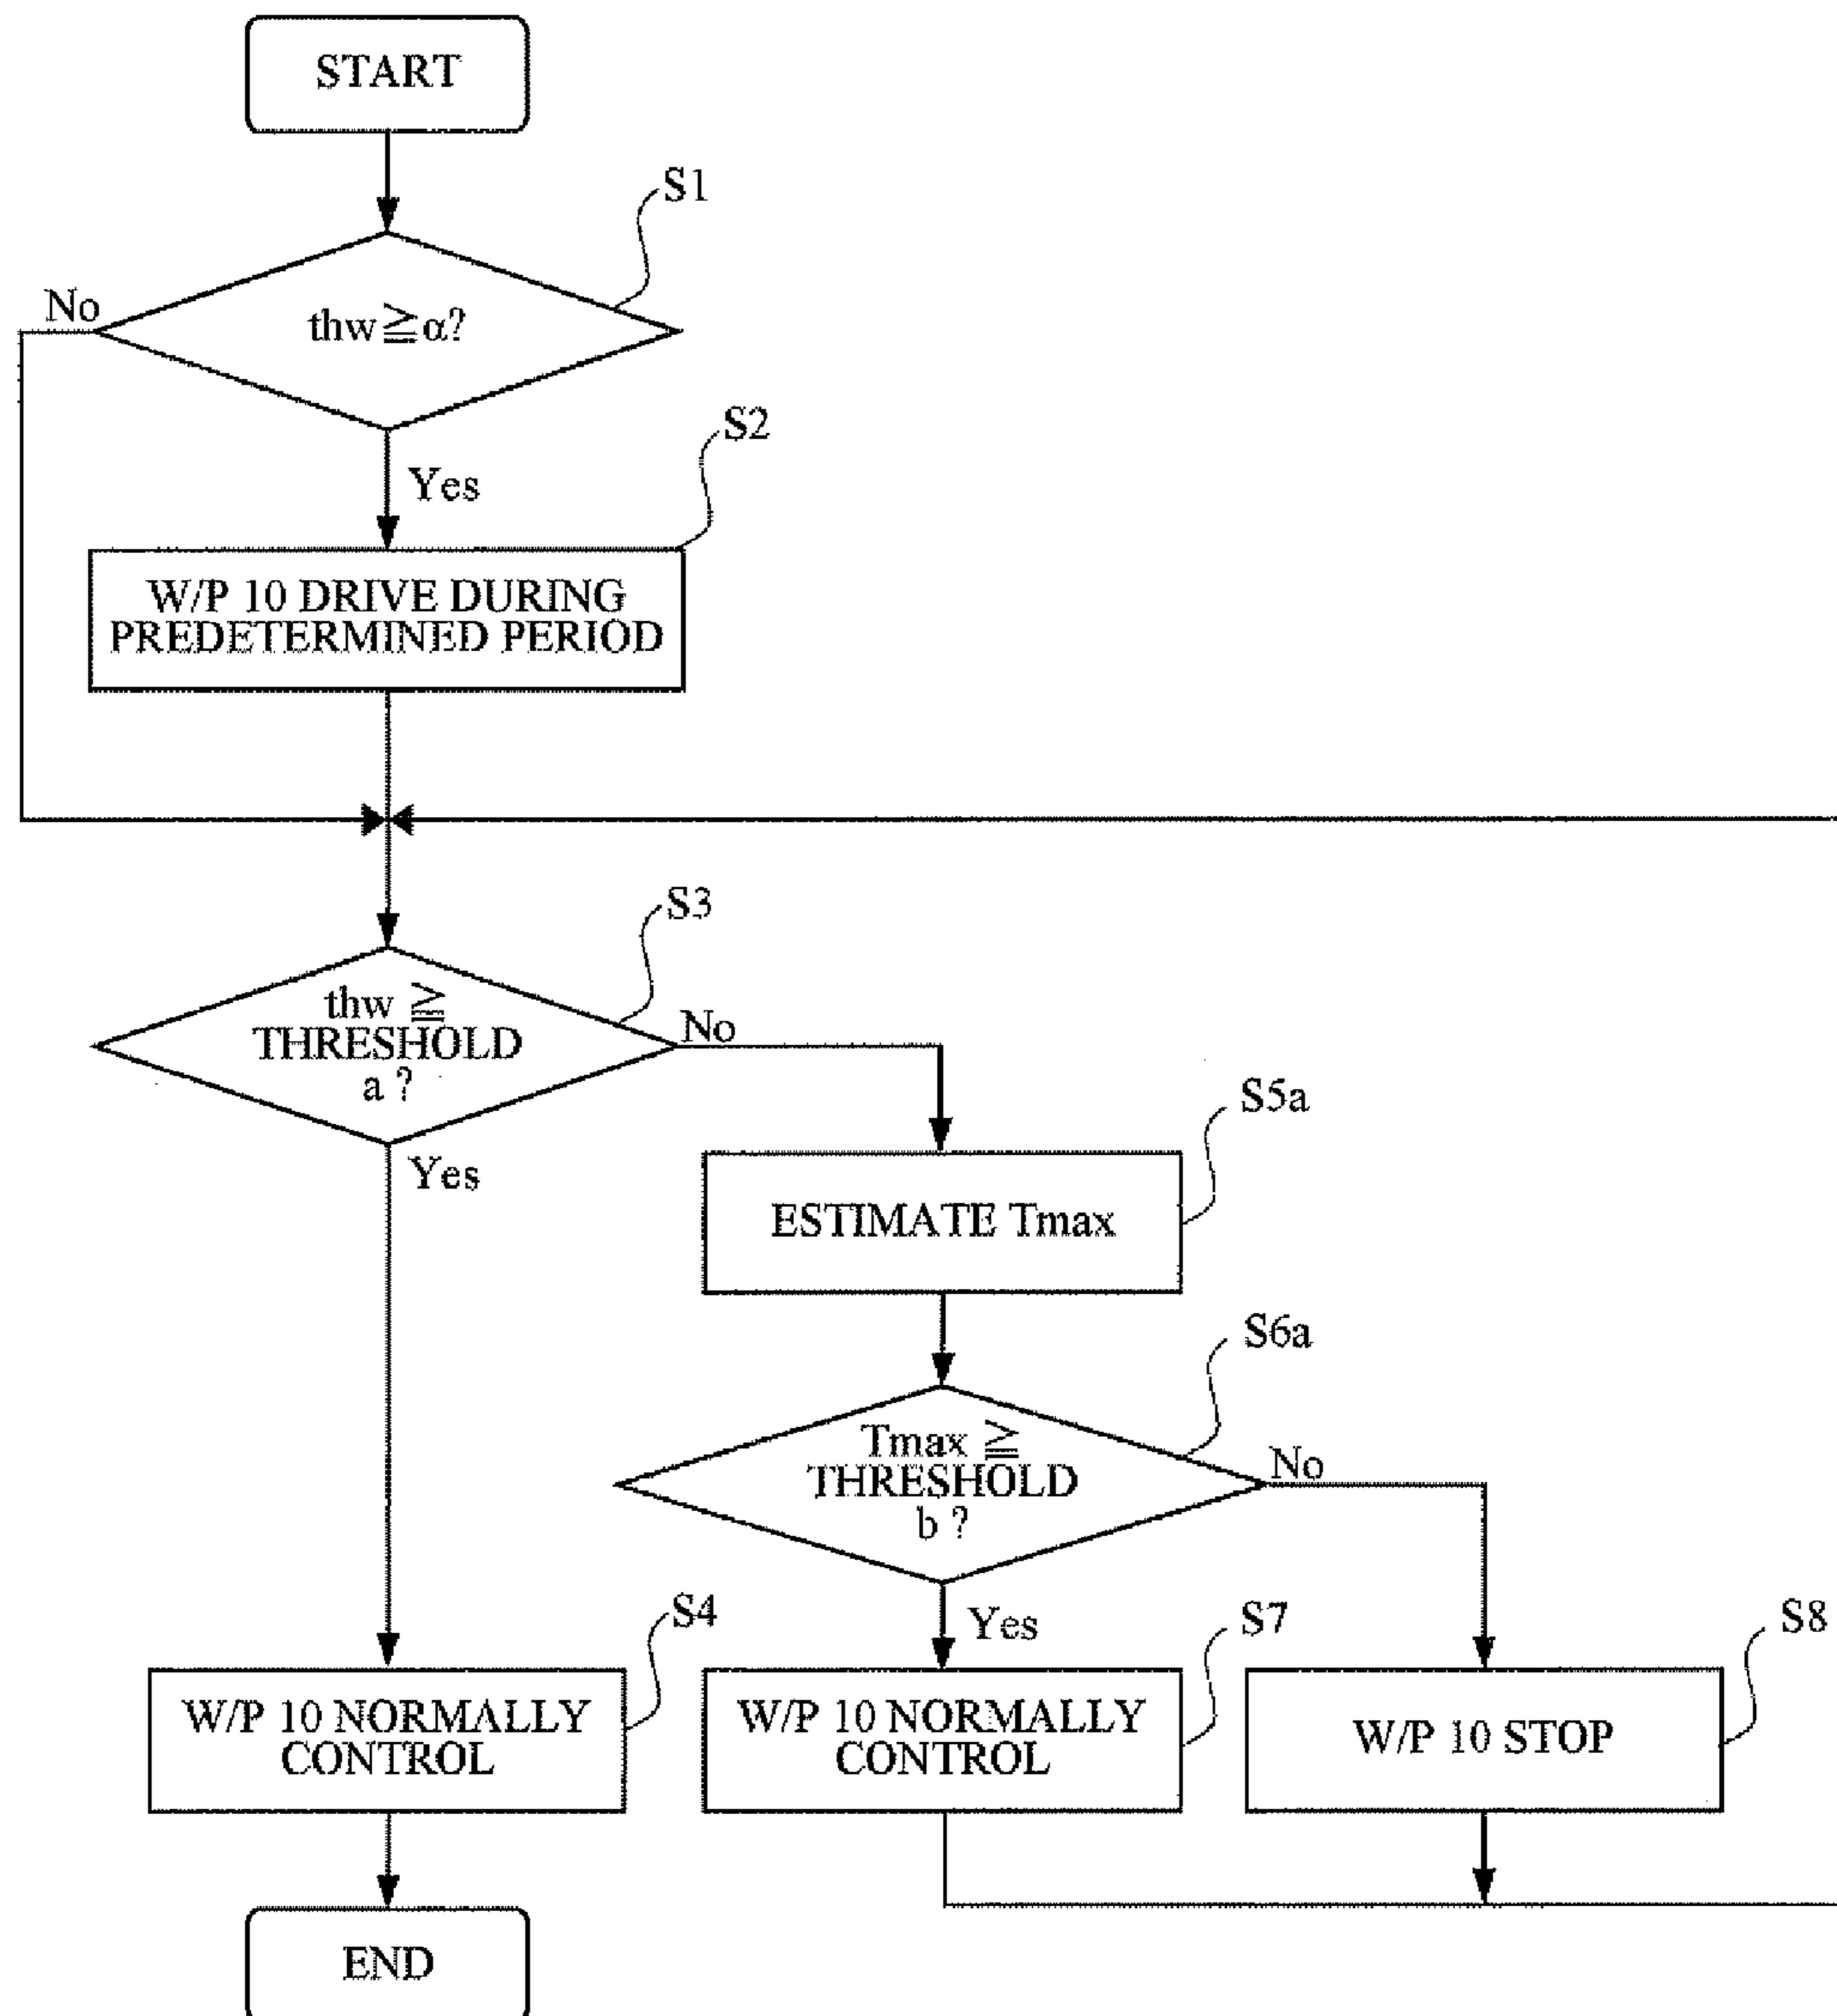 START
S1
No
thw≧α?
S2
Yes
W/P 10 DRIVE DURING
PREDETERMINED PERIOD
S3
thw ≧
THRESHOLD
a ?
No
S5a
Yes
ESTIMATE Tmax
S6a
Tmax ≧
THRESHOLD
b ?
No
S4
Yes
S7
S8
W/P 10 NORMALLY
CONTROL
W/P 10 NORMALLY
CONTROL
W/P 10 STOP
END